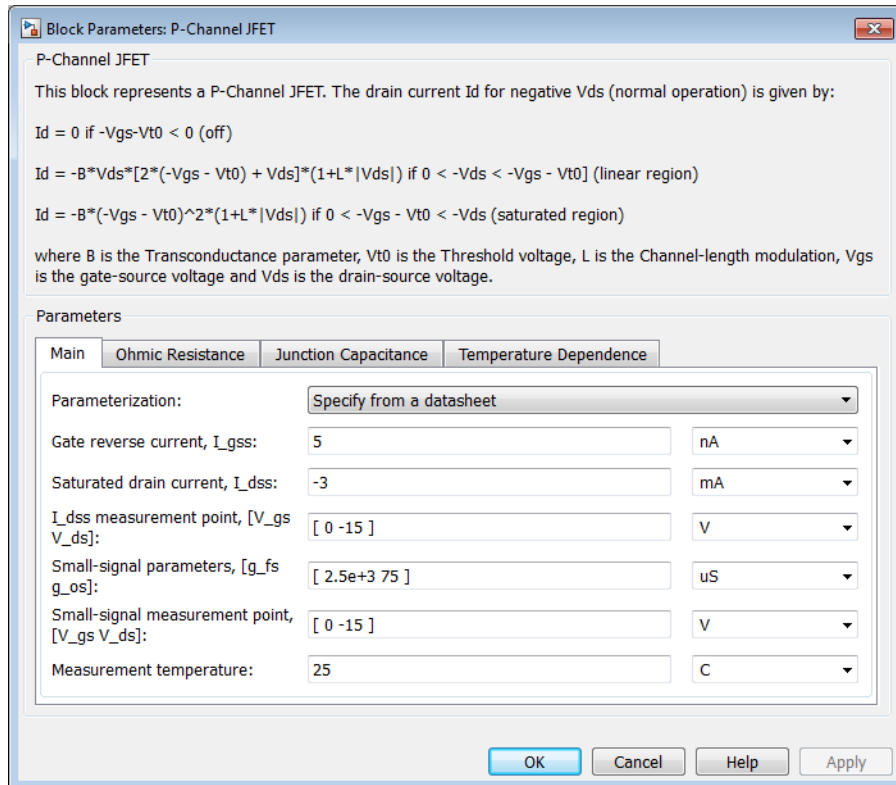 Block Parameters: P-Channel JFET
P-Channel JFET
This block represents a P-Channel JFET. The drain current Id for negative Vds (normal operation) is given by:
Id = 0 if -Vgs-Vt0 < 0 (off)
Id = -B*Vds*[2*(-Vgs - Vt0) + Vds]*(1+L*|Vds|) if 0 < -Vds < -Vgs - Vt0] (linear region)
Id = -B*(-Vgs - Vt0)^2*(1+L*|Vds|) if 0 < -Vgs - Vt0 < -Vds (saturated region)
where B is the Transconductance parameter, Vt0 is the Threshold voltage, L is the Channel-length modulation, Vgs
is the gate-source voltage and Vds is the drain-source voltage.
Parameters
Main Ohmic Resistance Junction Capacitance Temperature Dependence
Parameterization: Specify from a datasheet
Gate reverse current, I_gss: 5 nA
Saturated drain current, I_dss: -3 mA
I_dss measurement point, [V_gs
V_ds]: [ 0 -15 ] V
Small-signal parameters, [g_fs
g_os]: [ 2.5e+3 75 ] uS
Small-signal measurement point,
[V_gs V_ds]: [ 0 -15 ] V
Measurement temperature: 25 C
OK Cancel Help Apply